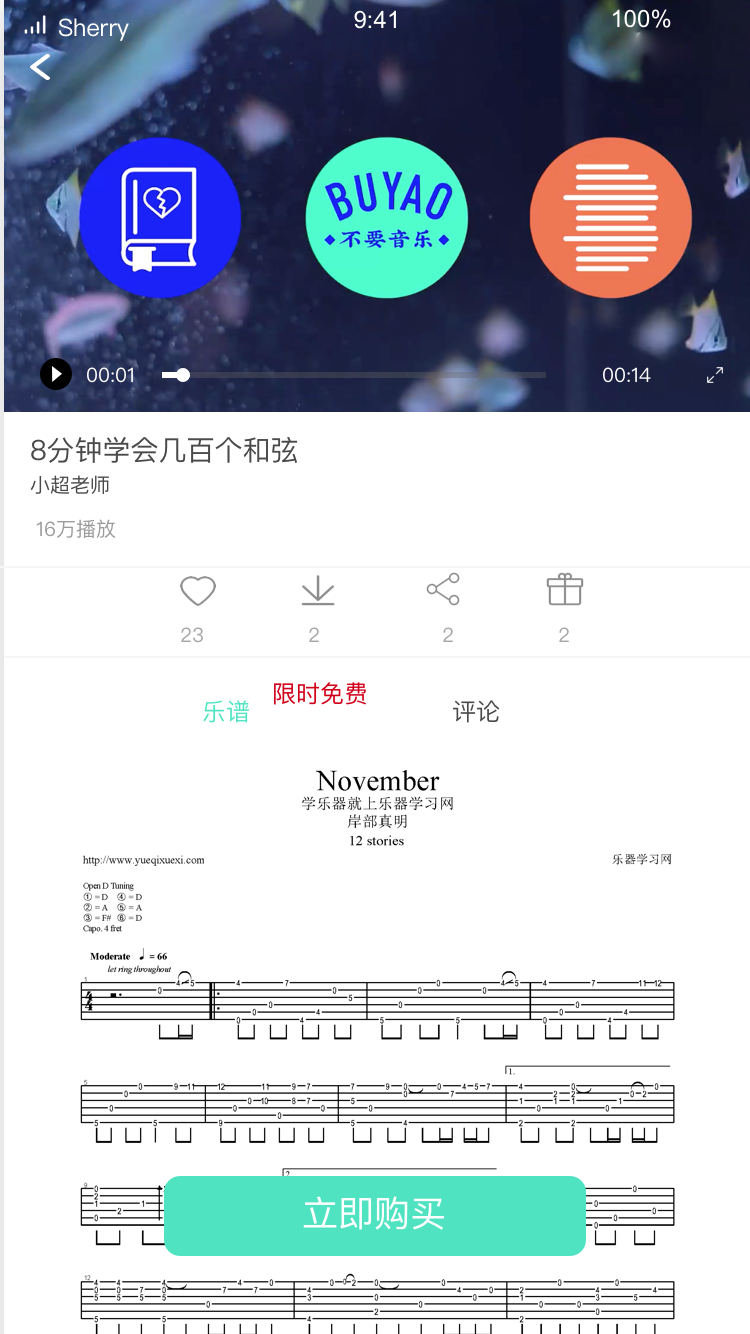 Sherry 9:41 100%
BUYAO
不要音乐
00:01 00:14
8分钟学会几百个和弦
小超老师
16万播放
23 2 2 2
限时免费
乐谱 评论
November
学乐器就上乐器学习网
岸部真明
12 stories
http://www.yueqixuexi.com 乐器学习网
Open D Tuning
① = D ④ = D
② = A ⑤ = A
③ = F# ⑥ = D
Capo. 4 fret
Moderate ♩ = 66
let ring throughout
立即购买